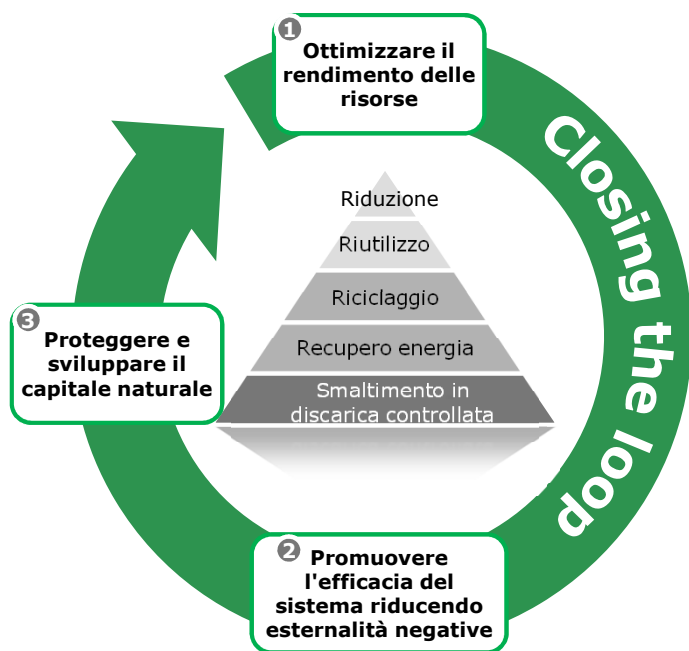 1
Ottimizzare il
rendimento delle
risorse
Closing the loop
Riduzione
Riutilizzo
Riciclaggio
Recupero energia
Smaltimento in
discarica controllata
3
Proteggere e
sviluppare il
capitale naturale
2
Promuovere
l'efficacia del
sistema riducendo
esternalità negative